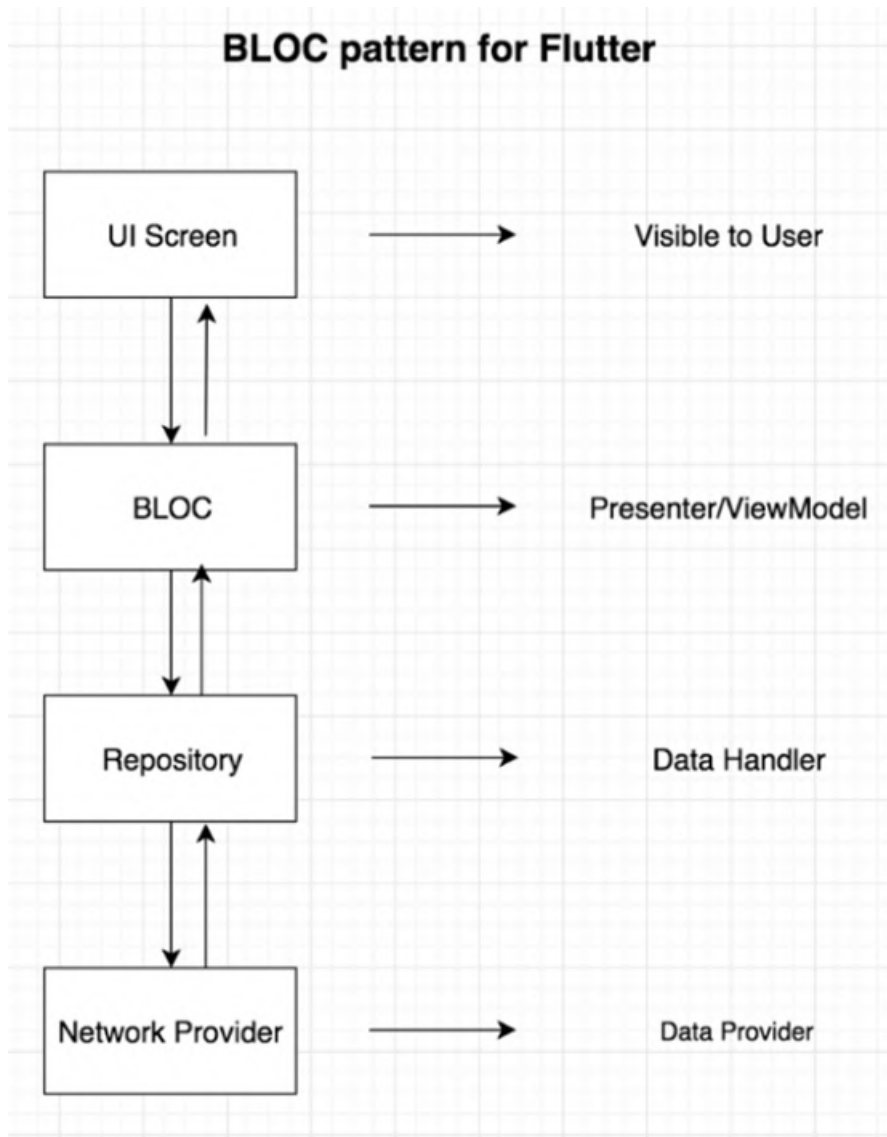 BLOC pattern for Flutter
UI Screen
Visible to User
BLOC
Presenter/ViewModel
Repository
Data Handler
Network Provider
Data Provider